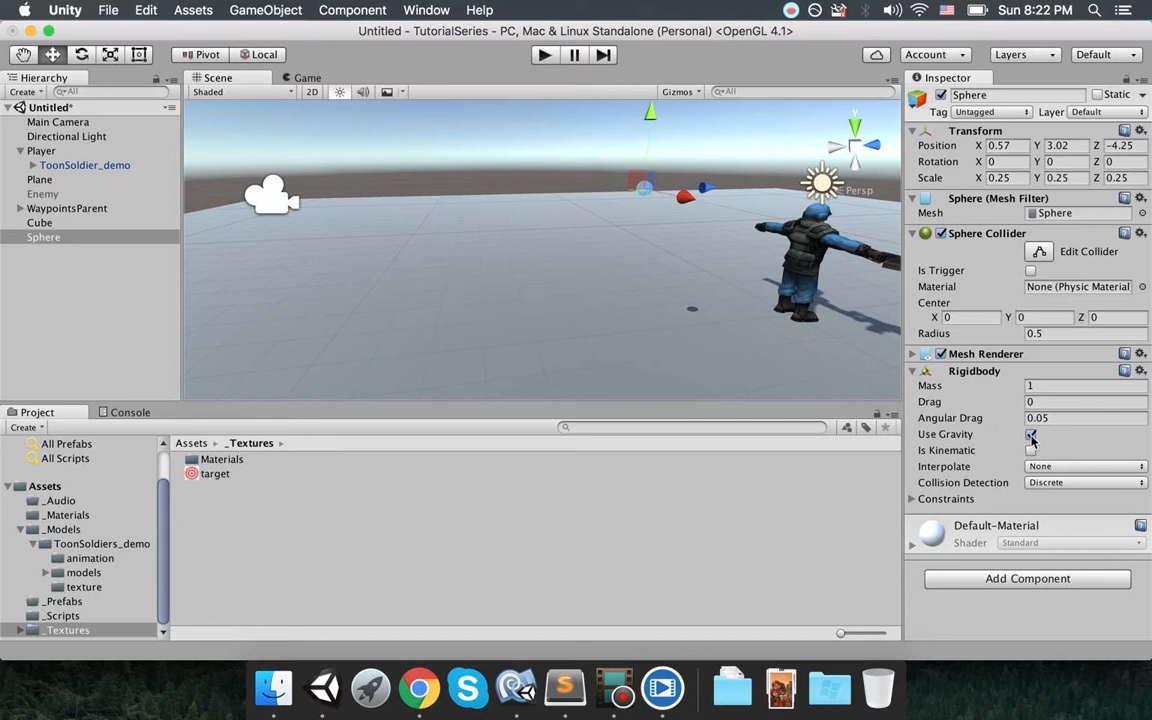 Unity File Edit Assets GameObject Component Window Help Sun 8:22 PM
Untitled - TutorialSeries - PC, Mac & Linux Standalone (Personal) <OpenGL 4.1>
Pivot Local Account Layers Default
Hierarchy Scene Game Inspector
Create All Shaded 2D Gizmos All
Sphere Static
Untitled*
Tag Untagged Layer Default
Main Camera
Directional Light
Player
ToonSoldier_demo
Plane
Enemy
WaypointsParent
Cube
Sphere
y
Persp
Transform
Position X 0.57 Y 3.02 Z -4.25
Rotation X 0 Y 0 Z 0
Scale X 0.25 Y 0.25 Z 0.25
Sphere (Mesh Filter)
Mesh Sphere
Sphere Collider
Edit Collider
Is Trigger
Material None (Physic Material
Center
X 0 Y 0 Z 0
Radius 0.5
Mesh Renderer
Rigidbody
Mass 1
Drag 0
Angular Drag 0.05
Use Gravity
Is Kinematic
Interpolate None
Collision Detection Discrete
Constraints
Default-Material
Shader Standard
Add Component
Project Console
Create
All Prefabs
All Scripts
Assets
_Audio
_Materials
_Models
ToonSoldiers_demo
animation
models
texture
_Prefabs
_Scripts
_Textures
Assets _Textures
Materials
target